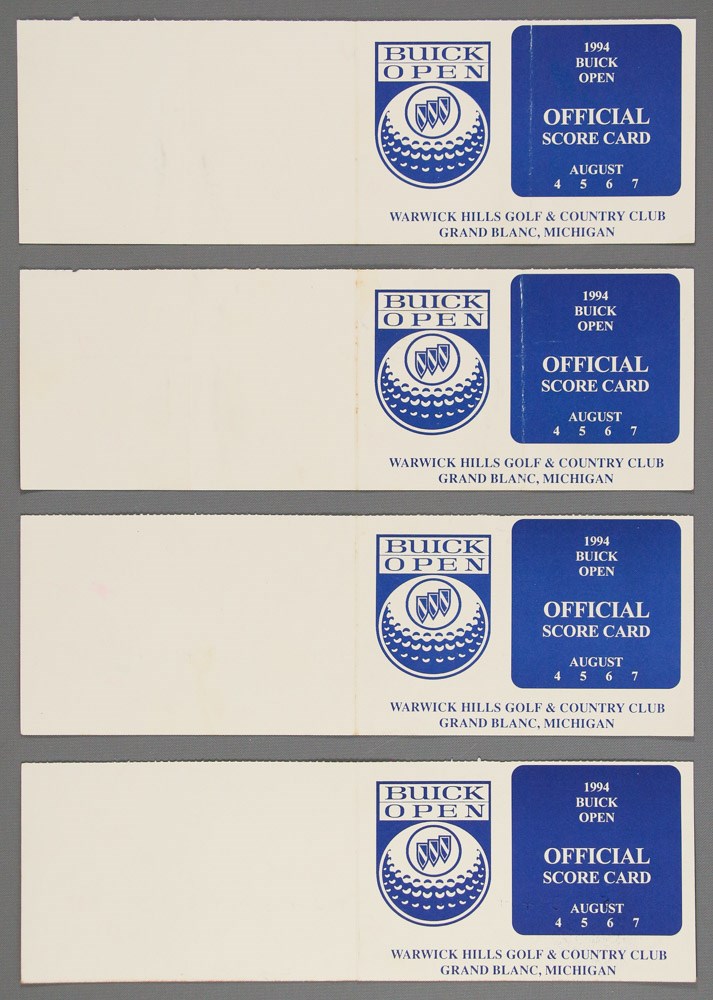 BUICK
OPEN
1994
BUICK
OPEN
OFFICIAL
SCORE CARD
AUGUST
4 5 6 7
WARWICK HILLS GOLF & COUNTRY CLUB
GRAND BLANC, MICHIGAN
BUICK
OPEN
1994
BUICK
OPEN
OFFICIAL
SCORE CARD
AUGUST
4 5 6 7
WARWICK HILLS GOLF & COUNTRY CLUB
GRAND BLANC, MICHIGAN
BUICK
OPEN
1994
BUICK
OPEN
OFFICIAL
SCORE CARD
AUGUST
4 5 6 7
WARWICK HILLS GOLF & COUNTRY CLUB
GRAND BLANC, MICHIGAN
BUICK
OPEN
1994
BUICK
OPEN
OFFICIAL
SCORE CARD
AUGUST
4 5 6 7
WARWICK HILLS GOLF & COUNTRY CLUB
GRAND BLANC, MICHIGAN